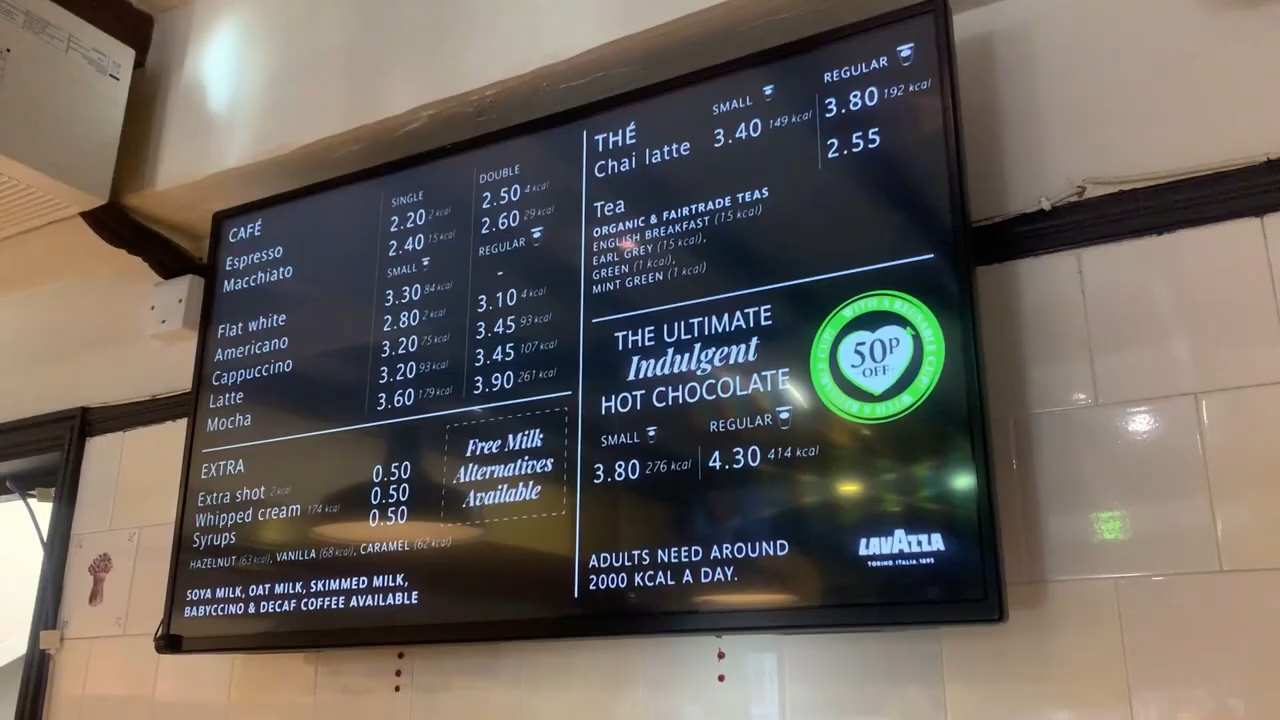 CAFÉ
SINGLE DOUBLE
Espresso 2.20 2 kcal 2.50 4 kcal
Macchiato 2.40 15 kcal 2.60 29 kcal
SMALL REGULAR
Flat white 3.30 84 kcal -
Americano 2.80 2 kcal 3.10 4 kcal
Cappuccino 3.20 75 kcal 3.45 93 kcal
Latte 3.20 93 kcal 3.45 107 kcal
Mocha 3.60 179 kcal 3.90 261 kcal
EXTRA
Extra shot 2 kcal 0.50
Whipped cream 174 kcal 0.50
Syrups 0.50
HAZELNUT (63 kcal), VANILLA (68 kcal), CARAMEL (62 kcal)
SOYA MILK, OAT MILK, SKIMMED MILK,
BABYCCINO & DECAF COFFEE AVAILABLE
Free Milk
Alternatives
Available
THÉ
SMALL REGULAR
Chai latte 3.40 149 kcal 3.80 192 kcal
Tea 2.55
ORGANIC & FAIRTRADE TEAS
ENGLISH BREAKFAST (15 kcal)
EARL GREY (15 kcal),
GREEN (1 kcal),
MINT GREEN (1 kcal)
THE ULTIMATE
Indulgent
HOT CHOCOLATE
SMALL REGULAR
3.80 276 kcal 4.30 414 kcal
WITH A REUSABLE CUP
50P
OFF
ADULTS NEED AROUND
2000 KCAL A DAY.
LAVAZZA
TORINO, ITALIA, 1895